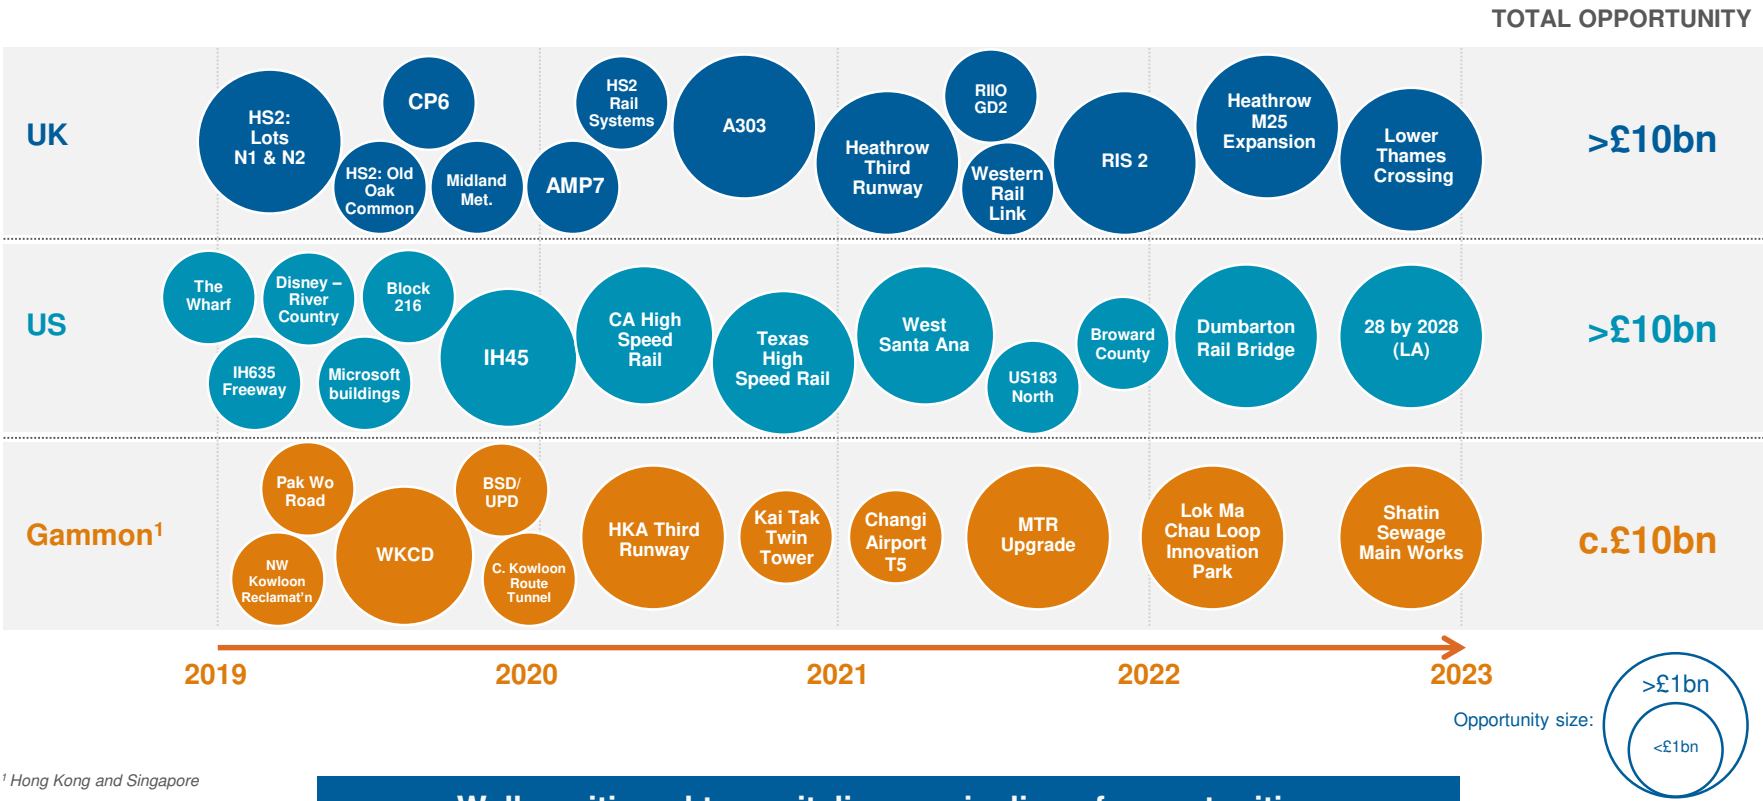 TOTAL OPPORTUNITY
UK
HS2:
Lots
N1 & N2
CP6
HS2: Old
Oak
Common
Midland
Met.
AMP7
HS2
Rail
Systems
A303
Heathrow
Third
Runway
RIIO
GD2
Western
Rail
Link
RIS 2
Heathrow
M25
Expansion
Lower
Thames
Crossing
>£10bn
US
The
Wharf
IH635
Freeway
Disney –
River
Country
Microsoft
buildings
Block
216
IH45
CA High
Speed
Rail
Texas
High
Speed Rail
West
Santa Ana
US183
North
Broward
County
Dumbarton
Rail Bridge
28 by 2028
(LA)
>£10bn
Gammon¹
Pak Wo
Road
NW
Kowloon
Reclamat’n
WKCD
BSD/
UPD
C. Kowloon
Route
Tunnel
HKA Third
Runway
Kai Tak
Twin
Tower
Changi
Airport
T5
MTR
Upgrade
Lok Ma
Chau Loop
Innovation
Park
Shatin
Sewage
Main Works
c.£10bn
2019
2020
2021
2022
2023
Opportunity size:
>£1bn
<£1bn
¹ Hong Kong and Singapore